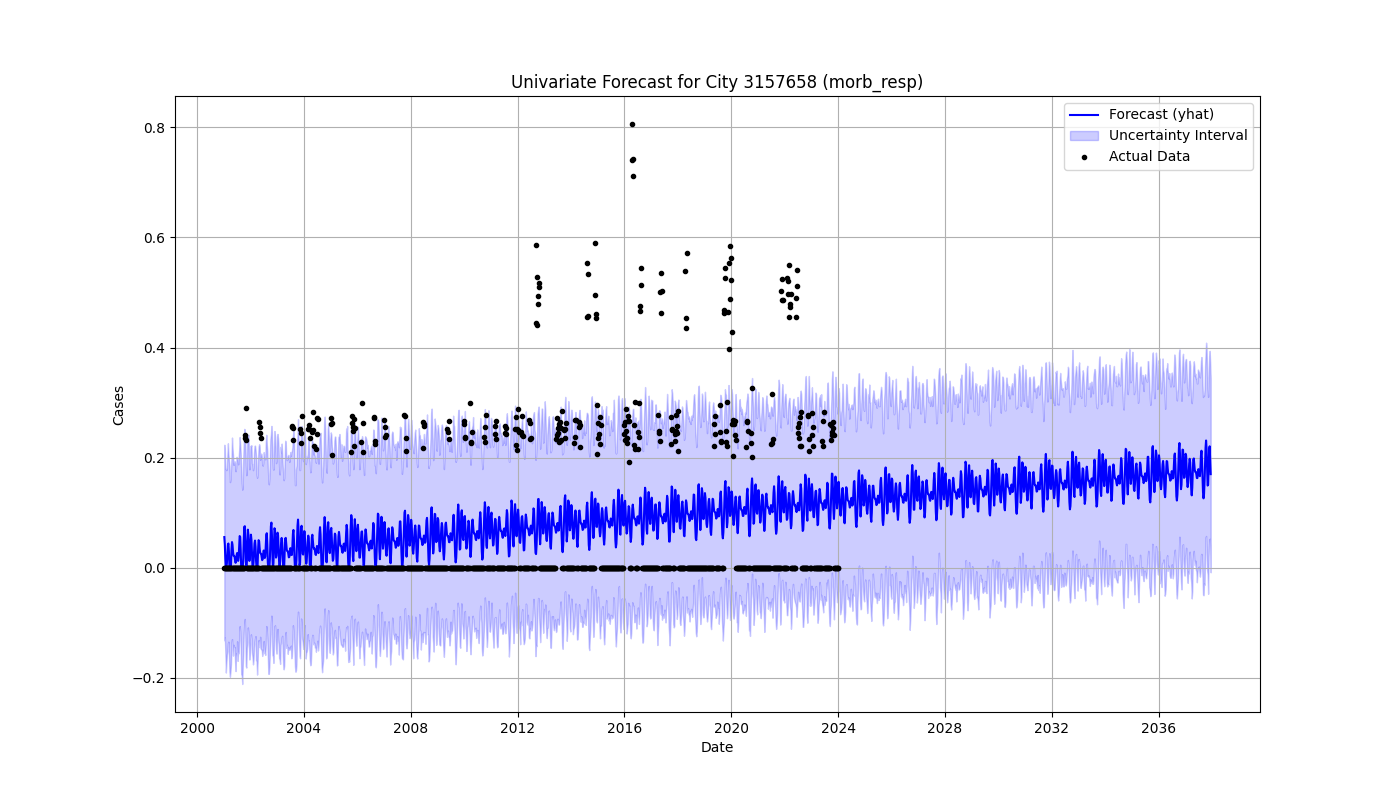 Univariate Forecast for City 3157658 (morb_resp)
Forecast (yhat)
Uncertainty Interval
Actual Data
Cases
0.8
0.6
0.4
0.2
0.0
−0.2
2000 2004 2008 2012 2016 2020 2024 2028 2032 2036
Date